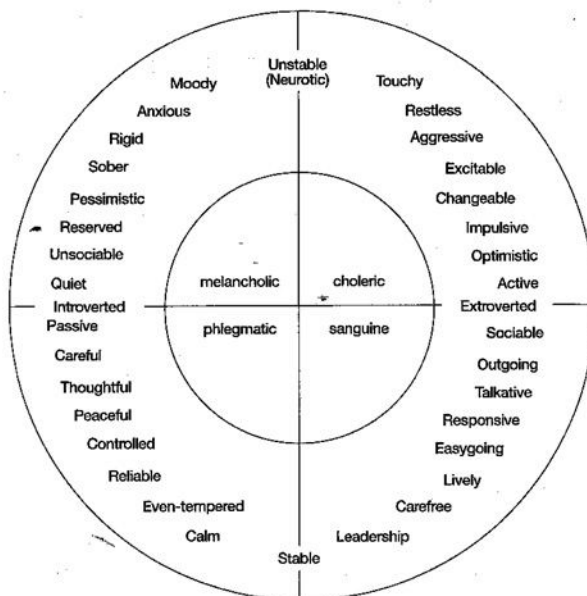 Unstable
(Neurotic)
Moody
Touchy
Anxious
Restless
Rigid
Aggressive
Sober
Excitable
Pessimistic
Changeable
Reserved
Impulsive
Unsociable
Optimistic
Quiet
melancholic
choleric
Active
Introverted
Extroverted
Passive
phlegmatic
sanguine
Sociable
Careful
Outgoing
Thoughtful
Talkative
Peaceful
Responsive
Controlled
Easygoing
Reliable
Lively
Even-tempered
Carefree
Calm
Leadership
Stable